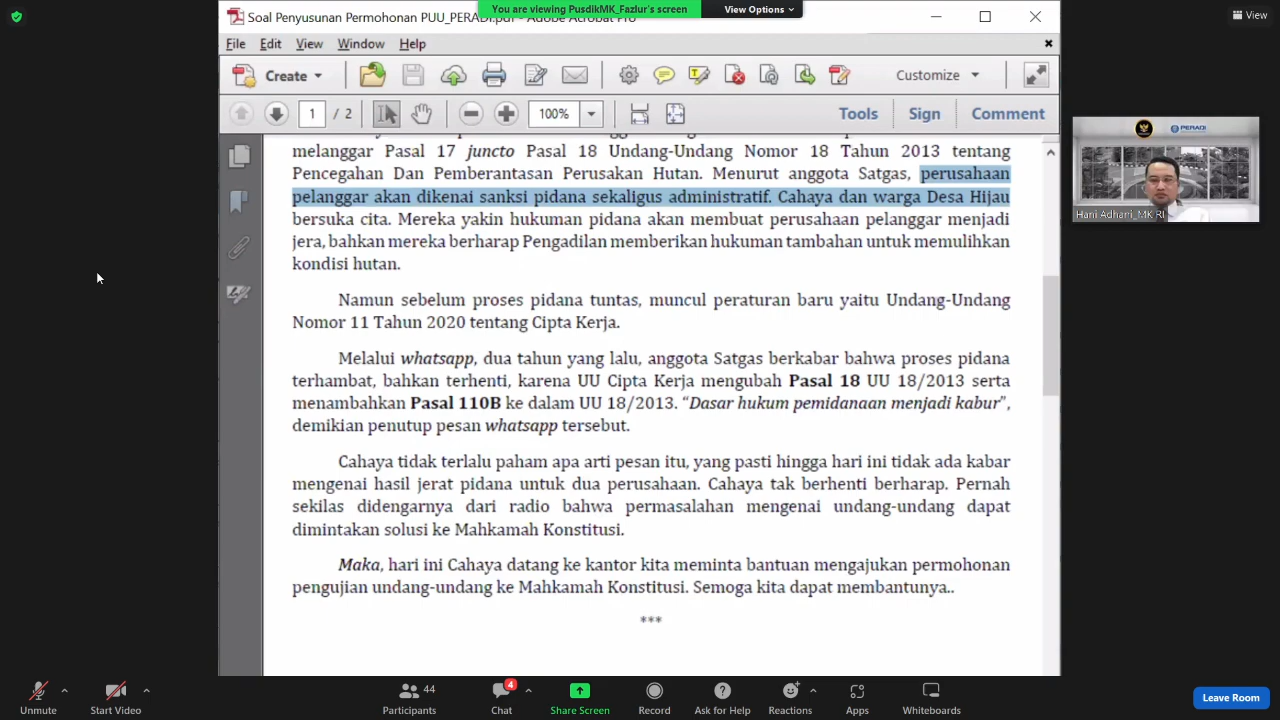 Soal Penyusunan Permohonan PUU_PERADI.pdf - Adobe Acrobat Pro
You are viewing PusdikMK_Fazlur's screen
View Options
View
File Edit View Window Help
Create
Customize
1 / 2
100%
Tools Sign Comment
melanggar Pasal 17 juncto Pasal 18 Undang-Undang Nomor 18 Tahun 2013 tentang
Pencegahan Dan Pemberantasan Perusakan Hutan. Menurut anggota Satgas, perusahaan
pelanggar akan dikenai sanksi pidana sekaligus administratif. Cahaya dan warga Desa Hijau
bersuka cita. Mereka yakin hukuman pidana akan membuat perusahaan pelanggar menjadi
jera, bahkan mereka berharap Pengadilan memberikan hukuman tambahan untuk memulihkan
kondisi hutan.
Namun sebelum proses pidana tuntas, muncul peraturan baru yaitu Undang-Undang
Nomor 11 Tahun 2020 tentang Cipta Kerja.
Melalui whatsapp, dua tahun yang lalu, anggota Satgas berkabar bahwa proses pidana
terhambat, bahkan terhenti, karena UU Cipta Kerja mengubah Pasal 18 UU 18/2013 serta
menambahkan Pasal 110B ke dalam UU 18/2013. “Dasar hukum pemidanaan menjadi kabur”,
demikian penutup pesan whatsapp tersebut.
Cahaya tidak terlalu paham apa arti pesan itu, yang pasti hingga hari ini tidak ada kabar
mengenai hasil jerat pidana untuk dua perusahaan. Cahaya tak berhenti berharap. Pernah
sekilas didengarnya dari radio bahwa permasalahan mengenai undang-undang dapat
dimintakan solusi ke Mahkamah Konstitusi.
Maka, hari ini Cahaya datang ke kantor kita meminta bantuan mengajukan permohonan
pengujian undang-undang ke Mahkamah Konstitusi. Semoga kita dapat membantunya..
***
PERADI
Hani Adhani_MK RI
Unmute
Start Video
Participants 44
Chat 4
Share Screen
Record
Ask for Help
Reactions
Apps
Whiteboards
Leave Room